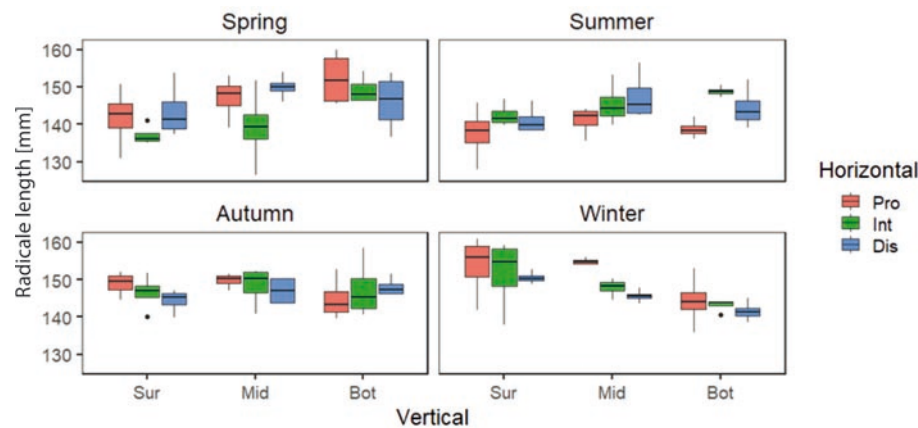 Spring Summer
160
150
140
130
Autumn Winter
160
150
140
130
Radicale length [mm]
Sur Mid Bot Sur Mid Bot
Vertical
Horizontal
Pro
Int
Dis